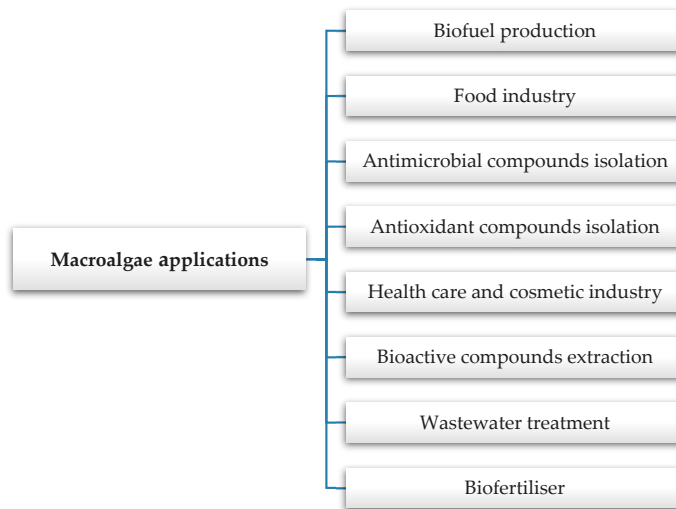 Macroalgae applications
Biofuel production
Food industry
Antimicrobial compounds isolation
Antioxidant compounds isolation
Health care and cosmetic industry
Bioactive compounds extraction
Wastewater treatment
Biofertiliser